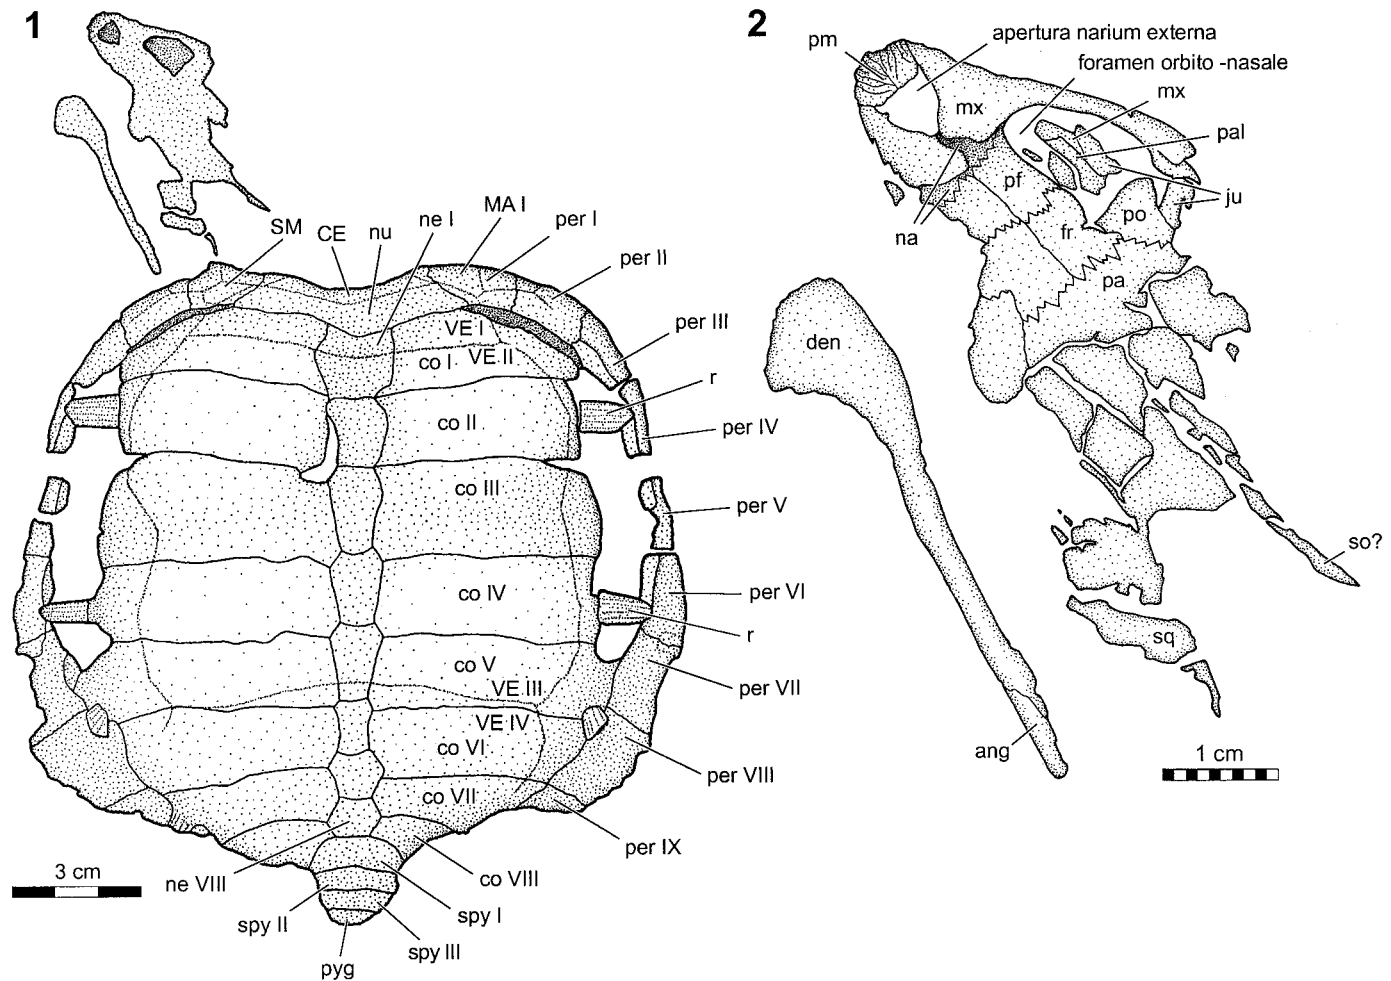 1
SM
CE
nu
ne I
MA I
per I
per II
per III
VE I
co I
VE II
r
co II
per IV
co III
per V
co IV
per VI
r
co V
VE III
per VII
VE IV
co VI
per VIII
co VII
per IX
3 cm
ne VIII
co VIII
spy II
spy I
spy III
pyg
2
pm
apertura narium externa
foramen orbito -nasale
mx
mx
pal
pf
ju
po
na
fr
pa
den
so?
sq
ang
1 cm